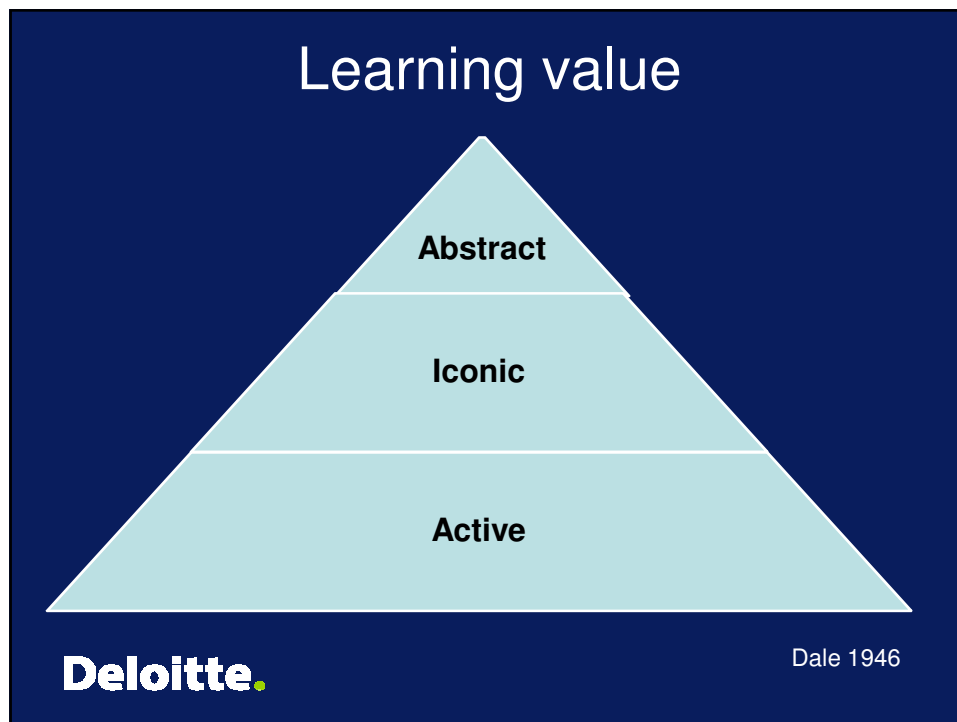 Learning value
Abstract
Iconic
Active
Deloitte.
Dale 1946